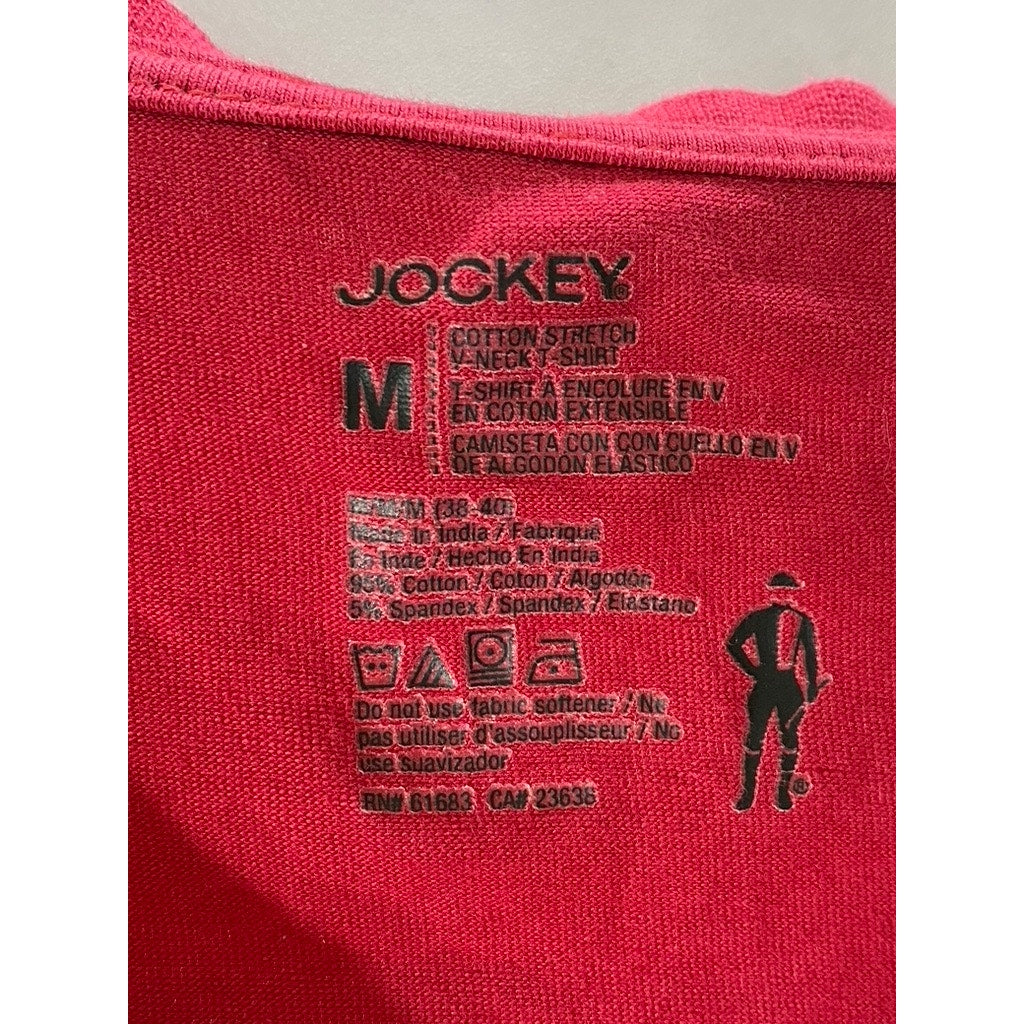 JOCKEY®
M
COTTON STRETCH
V-NECK T-SHIRT
T-SHIRT À ENCOLURE EN V
EN COTON EXTENSIBLE
CAMISETA CON CON CUELLO EN V
DE ALGODÓN ELÁSTICO
M/M/M (38-40)
Made In India / Fabriqué
En Inde / Hecho En India
95% Cotton / Coton / Algodón
5% Spandex / Spandex / Elastano
Do not use fabric softener / Ne
pas utiliser d'assouplisseur / No
use suavizador
RN# 61683 CA# 23636
®